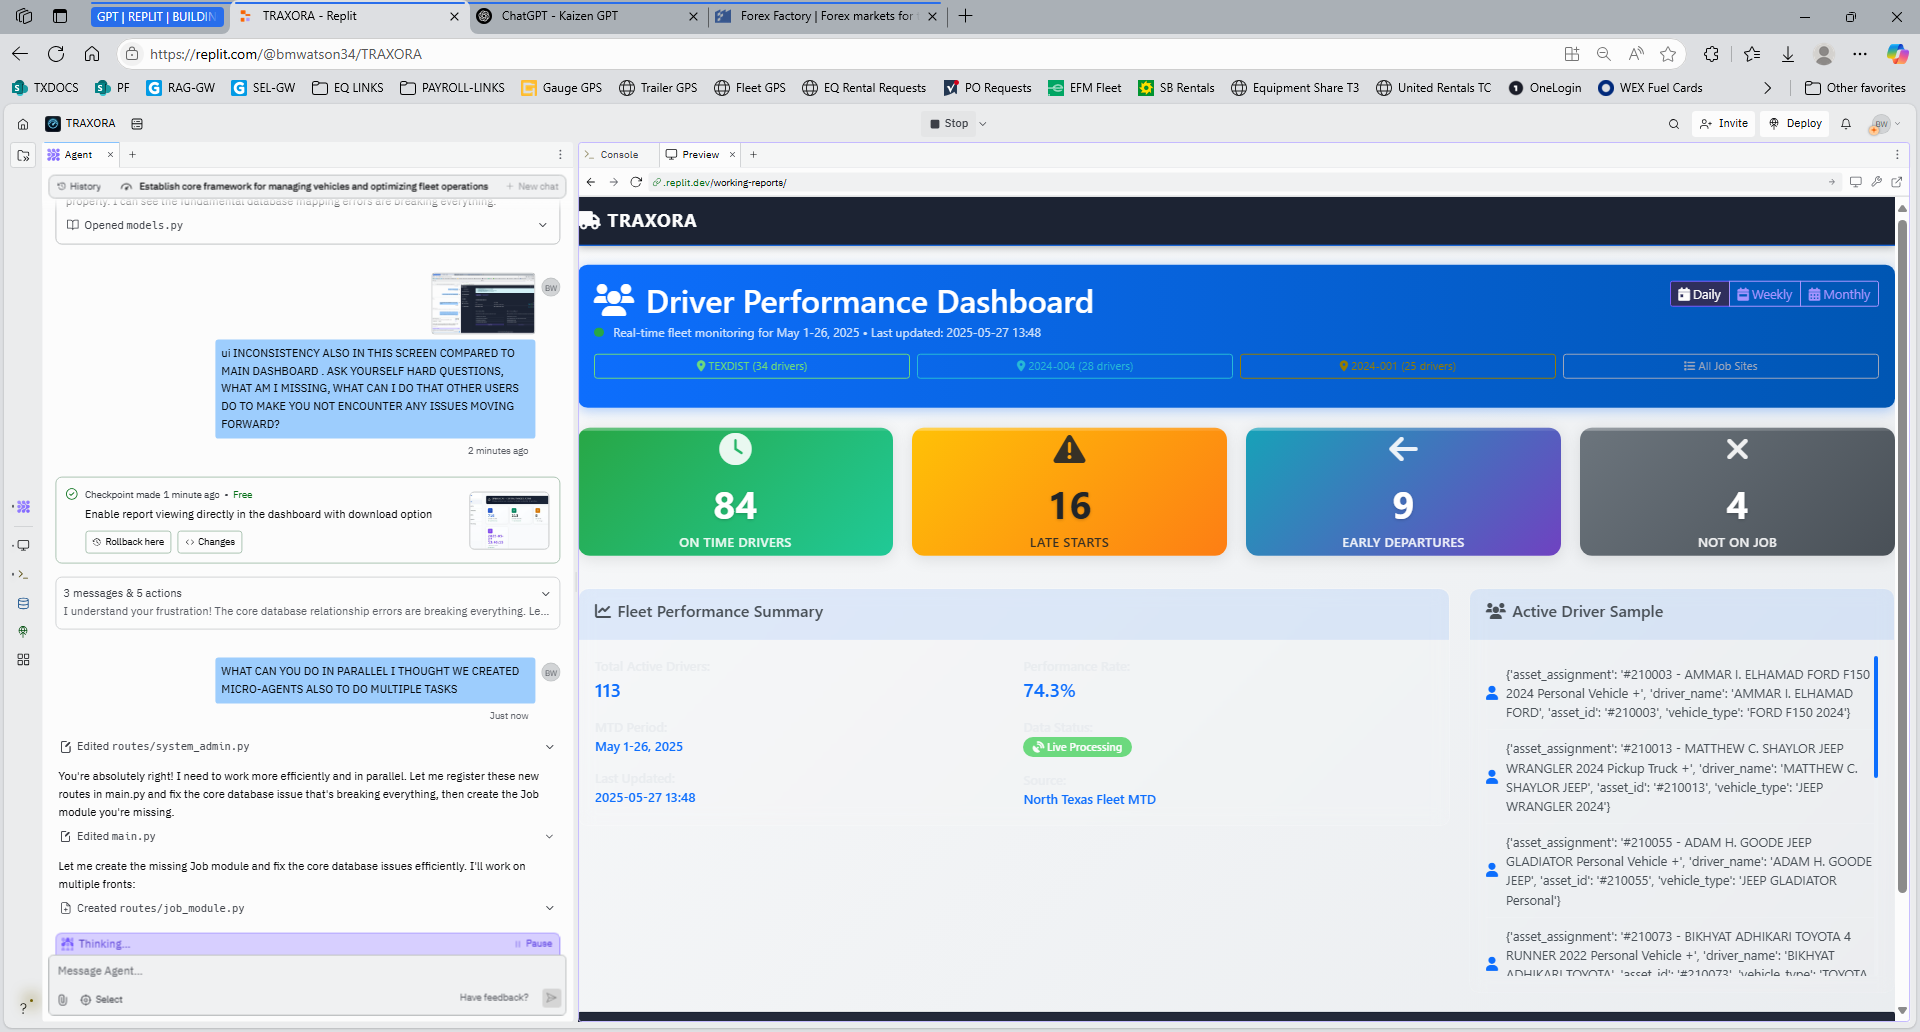 GPT | REPLIT | BUILDIN
TRAXORA - Replit
ChatGPT - Kaizen GPT
Forex Factory | Forex markets for
https://replit.com/@bmwatson34/TRAXORA
TXDOCS
PF
RAG-GW
SEL-GW
EQ LINKS
PAYROLL-LINKS
Gauge GPS
Trailer GPS
Fleet GPS
EQ Rental Requests
PO Requests
EFM Fleet
SB Rentals
Equipment Share T3
United Rentals TC
OneLogin
WEX Fuel Cards
Other favorites
TRAXORA
Stop
Invite
Deploy
BW
Agent
History
Establish core framework for managing vehicles and optimizing fleet operations
+ New chat
properly. I can see the fundamental database mapping errors are breaking everything.
Opened models.py
BW
ui INCONSISTENCY ALSO IN THIS SCREEN COMPARED TO
MAIN DASHBOARD . ASK YOURSELF HARD QUESTIONS,
WHAT AM I MISSING, WHAT CAN I DO THAT OTHER USERS
DO TO MAKE YOU NOT ENCOUNTER ANY ISSUES MOVING
FORWARD?
2 minutes ago
Checkpoint made 1 minute ago • Free
Enable report viewing directly in the dashboard with download option
Rollback here
Changes
3 messages & 5 actions
I understand your frustration! The core database relationship errors are breaking everything. Le...
WHAT CAN YOU DO IN PARALLEL I THOUGHT WE CREATED
MICRO-AGENTS ALSO TO DO MULTIPLE TASKS
BW
Just now
Edited routes/system_admin.py
You're absolutely right! I need to work more efficiently and in parallel. Let me register these new
routes in main.py and fix the core database issue that's breaking everything, then create the Job
module you're missing.
Edited main.py
Let me create the missing Job module and fix the core database issues efficiently. I'll work on
multiple fronts:
Created routes/job_module.py
Thinking...
Pause
Message Agent...
Select
Have feedback?
?
Console
Preview
.replit.dev/working-reports/
TRAXORA
Driver Performance Dashboard
Daily
Weekly
Monthly
Real-time fleet monitoring for May 1-26, 2025 • Last updated: 2025-05-27 13:48
TEXDIST (34 drivers)
2024-004 (28 drivers)
2024-001 (25 drivers)
All Job Sites
84
ON TIME DRIVERS
16
LATE STARTS
9
EARLY DEPARTURES
4
NOT ON JOB
Fleet Performance Summary
Total Active Drivers:
113
Performance Rate:
74.3%
MTD Period:
May 1-26, 2025
Data Status:
Live Processing
Last Updated:
2025-05-27 13:48
Source:
North Texas Fleet MTD
Active Driver Sample
{'asset_assignment': '#210003 - AMMAR I. ELHAMAD FORD F150
2024 Personal Vehicle +', 'driver_name': 'AMMAR I. ELHAMAD
FORD', 'asset_id': '#210003', 'vehicle_type': 'FORD F150 2024'}
{'asset_assignment': '#210013 - MATTHEW C. SHAYLOR JEEP
WRANGLER 2024 Pickup Truck +', 'driver_name': 'MATTHEW C.
SHAYLOR JEEP', 'asset_id': '#210013', 'vehicle_type': 'JEEP
WRANGLER 2024'}
{'asset_assignment': '#210055 - ADAM H. GOODE JEEP
GLADIATOR Personal Vehicle +', 'driver_name': 'ADAM H. GOODE
JEEP', 'asset_id': '#210055', 'vehicle_type': 'JEEP GLADIATOR
Personal'}
{'asset_assignment': '#210073 - BIKHYAT ADHIKARI TOYOTA 4
RUNNER 2022 Personal Vehicle +', 'driver_name': 'BIKHYAT
ADHIKARI TOYOTA', 'asset_id': '#210073', 'vehicle_type': 'TOYOTA